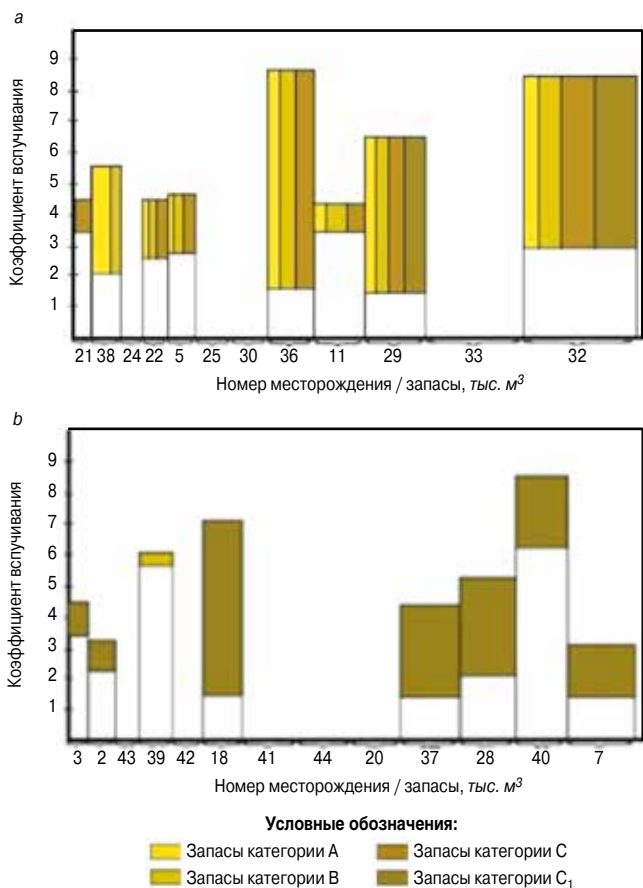 a
Коэффициент вспучивания
9
8
7
6
5
4
3
2
1
21 38 24 22 5 25 30 36 11 29 33 32
Номер месторождения / запасы, тыс. м³
b
Коэффициент вспучивания
9
8
7
6
5
4
3
2
1
3 2 43 39 42 18 41 44 20 37 28 40 7
Номер месторождения / запасы, тыс. м³
Условные обозначения:
Запасы категории А Запасы категории С
Запасы категории В Запасы категории С₁